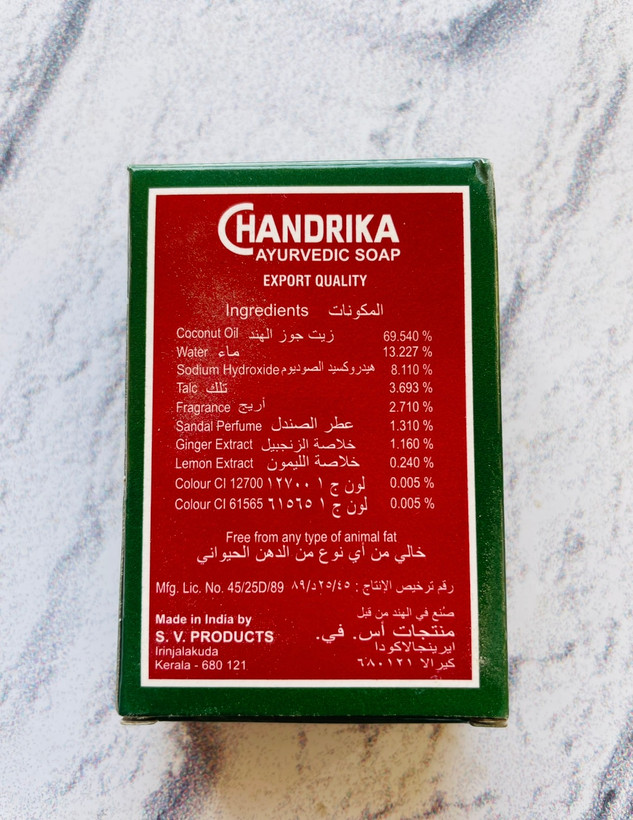 CHANDRIKA
AYURVEDIC SOAP
EXPORT QUALITY
Ingredients المكونات
Coconut Oil زيت جوز الهند 69.540 %
Water ماء 13.227 %
Sodium Hydroxide هيدروكسيد الصوديوم 8.110 %
Talc تلك 3.693 %
Fragrance أريج 2.710 %
Sandal Perfume عطر الصندل 1.310 %
Ginger Extract خلاصة الزنجبيل 1.160 %
Lemon Extract خلاصة الليمون 0.240 %
Colour CI 12700 لون ج ١ ١٢٧٠٠ 0.005 %
Colour CI 61565 لون ج ١ ٦١٥٦٥ 0.005 %
Free from any type of animal fat
خالي من أي نوع من الدهن الحيواني
Mfg. Lic. No. 45/25D/89 رقم ترخيص الإنتاج : ٤٥/٢٥د/٨٩
Made in India by صُنع في الهند من قبل
S. V. PRODUCTS منتجات أس. في.
Irinjalakuda ايرينجالاكودا
Kerala - 680 121 كيرالا ٦٨٠١٢١